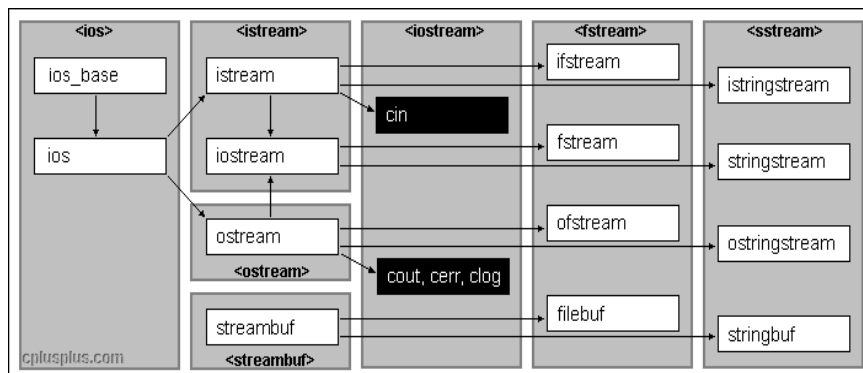 <ios>
ios_base
ios
<istream>
istream
iostream
ostream
<ostream>
streambuf
<streambuf>
<iostream>
cin
cout, cerr, clog
<fstream>
ifstream
fstream
ofstream
filebuf
<sstream>
istringstream
stringstream
ostringstream
stringbuf
cplusplus.com